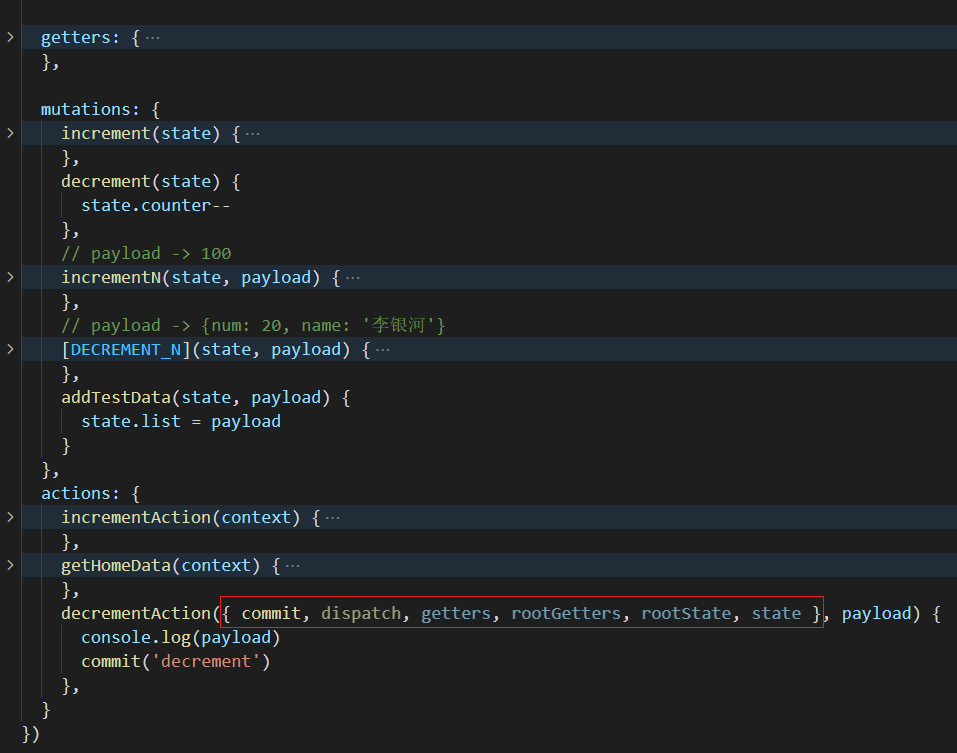 getters: { ···
},
mutations: {
increment(state) { ···
},
decrement(state) {
state.counter--
},
// payload -> 100
incrementN(state, payload) { ···
},
// payload -> {num: 20, name: '李银河'}
[DECREMENT_N](state, payload) { ···
},
addTestData(state, payload) {
state.list = payload
}
},
actions: {
incrementAction(context) { ···
},
getHomeData(context) { ···
},
decrementAction({ commit, dispatch, getters, rootGetters, rootState, state }, payload) {
console.log(payload)
commit('decrement')
},
}
})